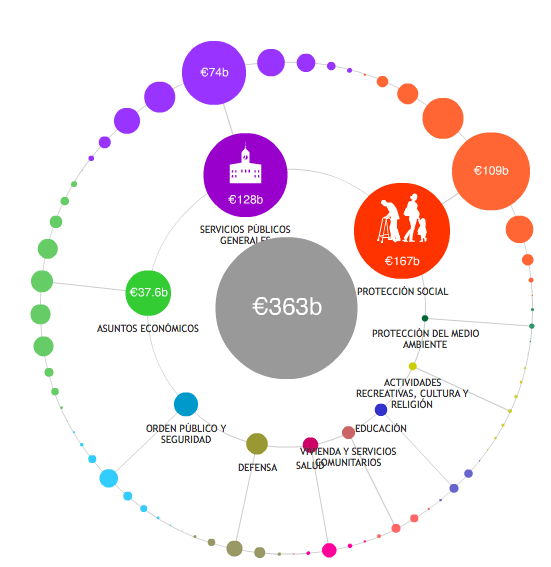 €74b
€109b
€128b
SERVICIOS PÚBLICOS
GENERALES
€167b
PROTECCIÓN SOCIAL
€37.6b
ASUNTOS ECONÓMICOS
€363b
PROTECCIÓN DEL MEDIO
AMBIENTE
ACTIVIDADES
RECREATIVAS, CULTURA Y
RELIGIÓN
EDUCACIÓN
ORDEN PÚBLICO Y
SEGURIDAD
VIVIENDA Y SERVICIOS
COMUNITARIOS
DEFENSA
SALUD